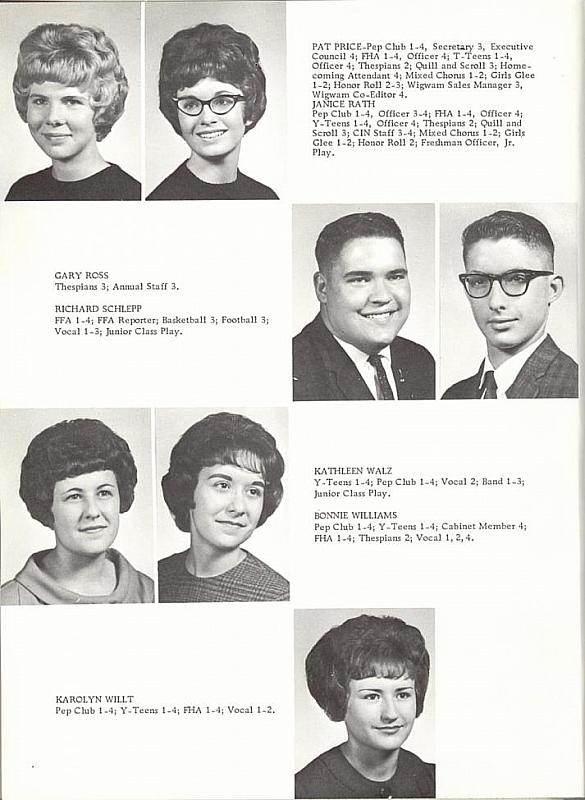 PAT PRICE-Pep Club 1-4, Secretary 3, Executive
Council 4; FHA 1-4, Officer 4; T-Teens 1-4,
Officer 4; Thespians 2; Quill and Scroll 3; Home-
coming Attendant 4; Mixed Chorus 1-2; Girls Glee
1-2; Honor Roll 2-3; Wigwam Sales Manager 3,
Wigwam Co-Editor 4.
JANICE RATH
Pep Club 1-4, Officer 3-4; FHA 1-4, Officer 4;
Y-Teens 1-4, Officer 4; Thespians 2; Quill and
Scroll 3; CIN Staff 3-4; Mixed Chorus 1-2; Girls
Glee 1-2; Honor Roll 2; Freshman Officer, Jr.
Play.
GARY ROSS
Thespians 3; Annual Staff 3.
RICHARD SCHLEPP
FFA 1-4; FFA Reporter; Basketball 3; Football 3;
Vocal 1-3; Junior Class Play.
KATHLEEN WALZ
Y-Teens 1-4; Pep Club 1-4; Vocal 2; Band 1-3;
Junior Class Play.
BONNIE WILLIAMS
Pep Club 1-4; Y-Teens 1-4; Cabinet Member 4;
FHA 1-4; Thespians 2; Vocal 1, 2, 4.
KAROLYN WILLT
Pep Club 1-4; Y-Teens 1-4; FHA 1-4; Vocal 1-2.